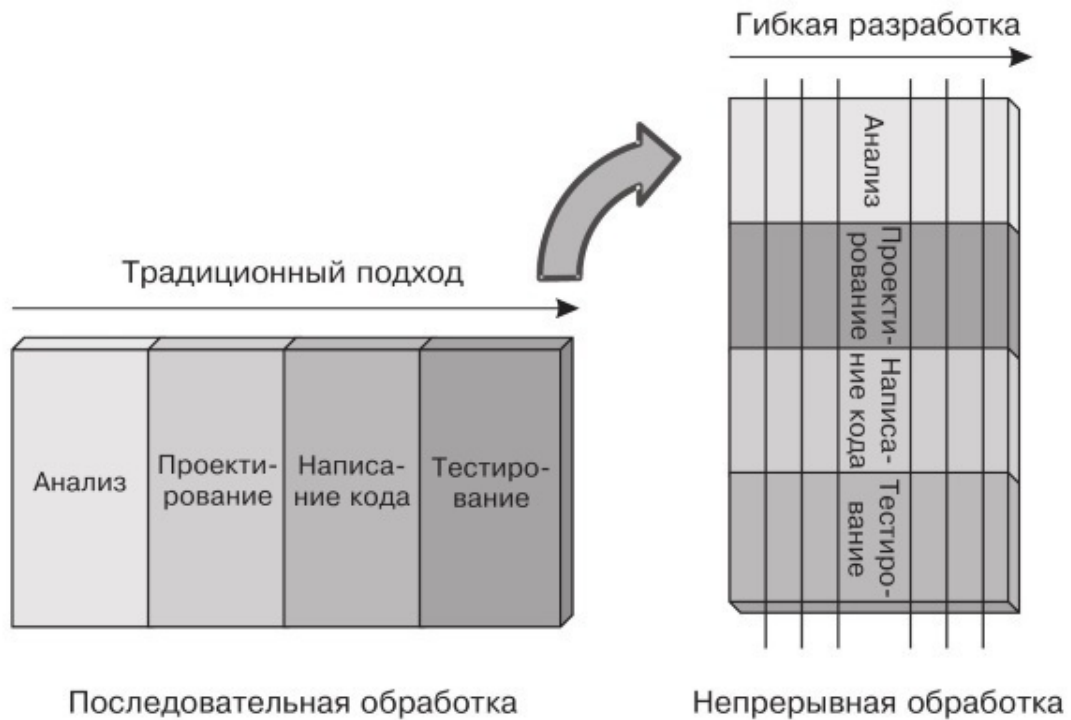 Гибкая разработка
Анализ
Проекти-
рование
Написа-
ние кода
Тестиро-
вание
Традиционный подход
Анализ
Проекти-
рование
Написа-
ние кода
Тестиро-
вание
Последовательная обработка
Непрерывная обработка